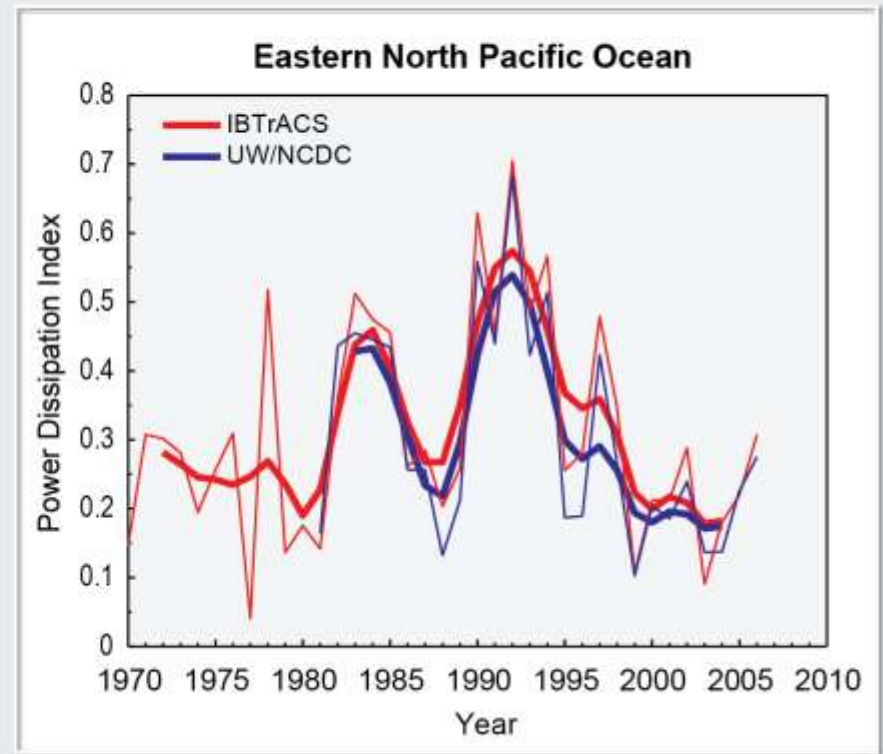 Eastern North Pacific Ocean
0.8
IBTrACS
UW/NCDC
0.7
0.6
0.5
0.4
0.3
0.2
0.1
0
Power Dissipation Index
1970 1975 1980 1985 1990 1995 2000 2005 2010
Year